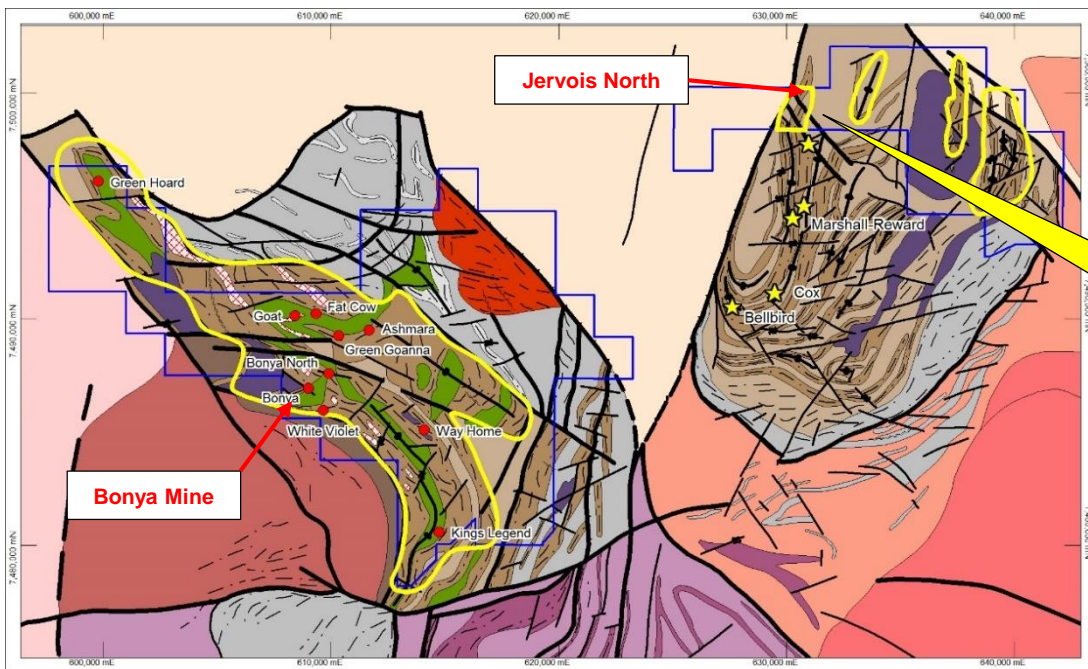 600,000 mE
610,000 mE
620,000 mE
630,000 mE
640,000 mE
7,500,000 mN
Jervois North
Green Hoard
Marshall-Reward
Fat Cow
Goat
Cox
Ashmara
Bellbird
7,490,000 mN
Green Goanna
Bonya North
Bonya
White Violet
Way Home
Bonya Mine
Kings Legend
7,480,000 mN
600,000 mE
610,000 mE
620,000 mE
630,000 mE
640,000 mE